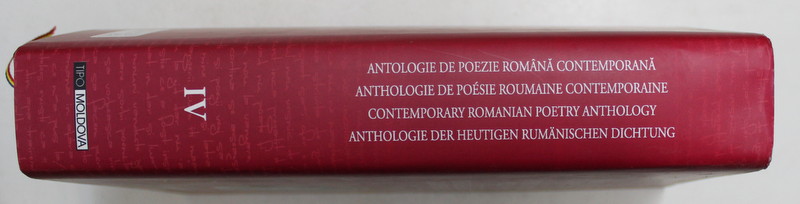 ANTOLOGIE DE POEZIE ROMÂNĂ CONTEMPORANĂ
ANTHOLOGIE DE POÉSIE ROUMAINE CONTEMPORAINE
CONTEMPORARY ROMANIAN POETRY ANTHOLOGY
ANTHOLOGIE DER HEUTIGEN RUMÄNISCHEN DICHTUNG
IV
TIPO MOLDOVA